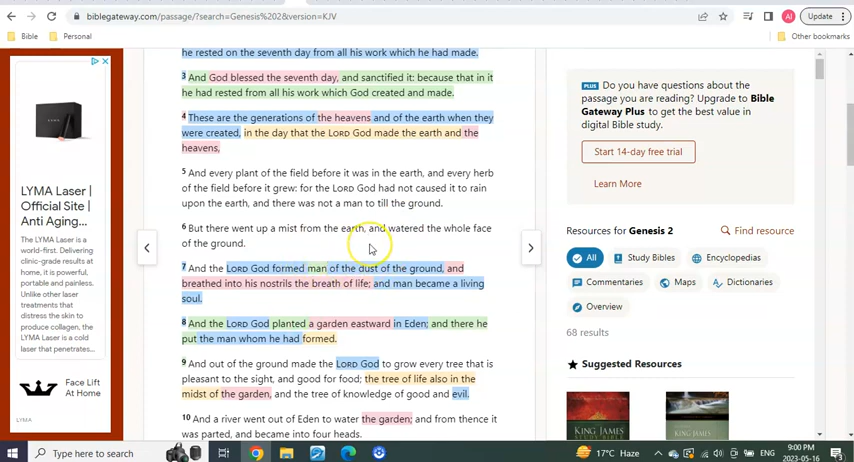 biblegateway.com/passage/?search=Genesis%202&version=KJV
AI
Update
Bible
Personal
Other bookmarks
he rested on the seventh day from all his work which he had made.
3 And God blessed the seventh day, and sanctified it: because that in it
he had rested from all his work which God created and made.
4 These are the generations of the heavens and of the earth when they
were created, in the day that the LORD God made the earth and the
heavens,
5 And every plant of the field before it was in the earth, and every herb
of the field before it grew: for the LORD God had not caused it to rain
upon the earth, and there was not a man to till the ground.
6 But there went up a mist from the earth, and watered the whole face
of the ground.
7 And the LORD God formed man of the dust of the ground, and
breathed into his nostrils the breath of life; and man became a living
soul.
8 And the LORD God planted a garden eastward in Eden; and there he
put the man whom he had formed.
9 And out of the ground made the LORD God to grow every tree that is
pleasant to the sight, and good for food; the tree of life also in the
midst of the garden, and the tree of knowledge of good and evil.
10 And a river went out of Eden to water the garden; and from thence it
was parted, and became into four heads.
LYMA Laser |
Official Site |
Anti Aging...
The LYMA Laser is a
world-first. Delivering
clinic-grade results at
home, it is powerful,
portable and painless.
Unlike other laser
treatments that
distress the skin to
produce collagen, the
LYMA Laser is a cold
laser that penetrates...
Face Lift
At Home
LYMA
PLUS Do you have questions about the
passage you are reading? Upgrade to Bible
Gateway Plus to get the best value in
digital Bible study.
Start 14-day free trial
Learn More
Resources for Genesis 2
Find resource
All
Study Bibles
Encyclopedias
Commentaries
Maps
Dictionaries
Overview
68 results
Suggested Resources
KING JAMES
KING JAMES
Type here to search
17°C Haze
ENG
9:00 PM
2023-05-16
3